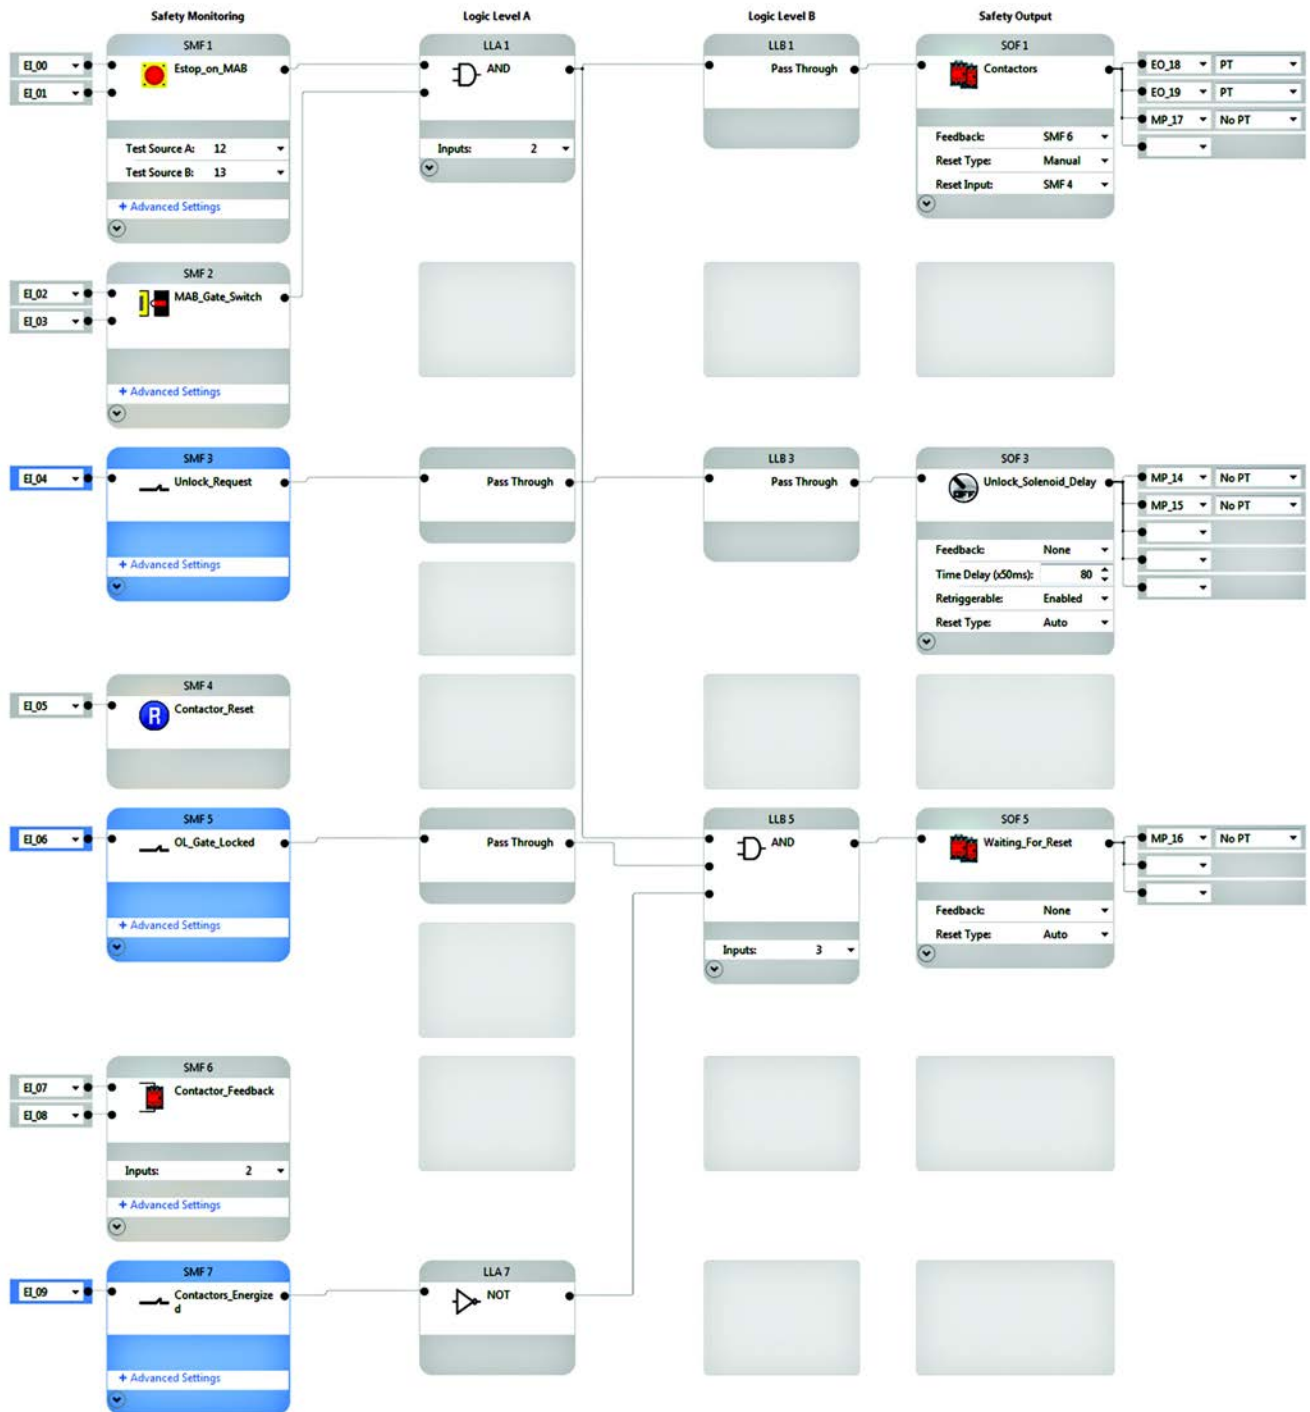 Safety Monitoring
Logic Level A
Logic Level B
Safety Output
SMF 1
EI_00
EI_01
Estop_on_MAB
Test Source A: 12
Test Source B: 13
+ Advanced Settings
LLA 1
AND
Inputs: 2
LLB 1
Pass Through
SOF 1
Contactors
Feedback: SMF 6
Reset Type: Manual
Reset Input: SMF 4
EO_18 PT
EO_19 PT
MP_17 No PT
SMF 2
EI_02
EI_03
MAB_Gate_Switch
+ Advanced Settings
SMF 3
EI_04
Unlock_Request
+ Advanced Settings
Pass Through
LLB 3
Pass Through
SOF 3
OFF
Unlock_Solenoid_Delay
Feedback: None
Time Delay (x50ms): 80
Retriggerable: Enabled
Reset Type: Auto
MP_14 No PT
MP_15 No PT
SMF 4
EI_05
R
Contactor_Reset
SMF 5
EI_06
OL_Gate_Locked
+ Advanced Settings
Pass Through
LLB 5
AND
Inputs: 3
SOF 5
Waiting_For_Reset
Feedback: None
Reset Type: Auto
MP_16 No PT
SMF 6
EI_07
EI_08
Contactor_Feedback
Inputs: 2
+ Advanced Settings
SMF 7
EI_09
Contactors_Energize
d
+ Advanced Settings
LLA 7
NOT